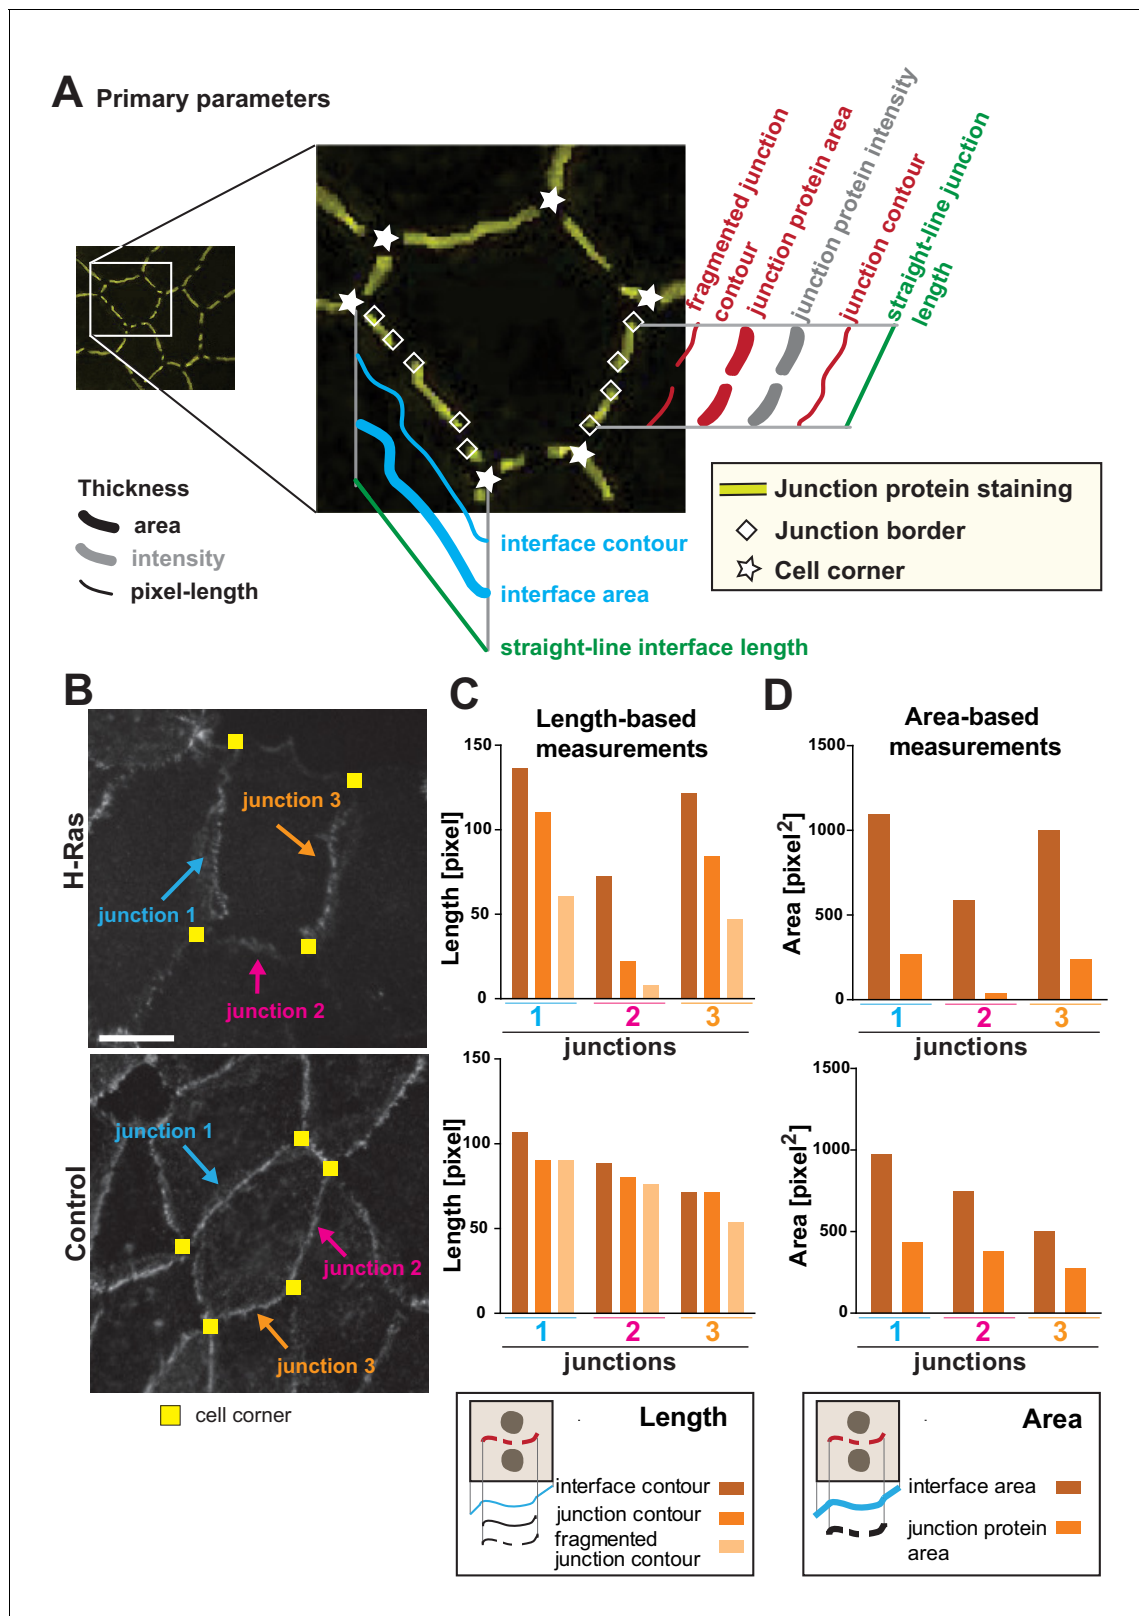 A Primary parameters
fragmented junction
contour
junction protein area
junction protein intensity
junction contour
straight-line junction
length
Thickness
area
intensity
pixel-length
interface contour
interface area
straight-line interface length
Junction protein staining
Junction border
Cell corner
B
H-Ras
junction 3
junction 1
junction 2
Control
junction 1
junction 2
junction 3
cell corner
C
Length-based
measurements
Length [pixel]
150
100
50
0
1 2 3
junctions
Length [pixel]
150
100
50
0
1 2 3
junctions
D
Area-based
measurements
Area [pixel²]
1500
1000
500
0
1 2 3
junctions
Area [pixel²]
1500
1000
500
0
1 2 3
junctions
Length
interface contour
junction contour
fragmented
junction contour
Area
interface area
junction protein
area